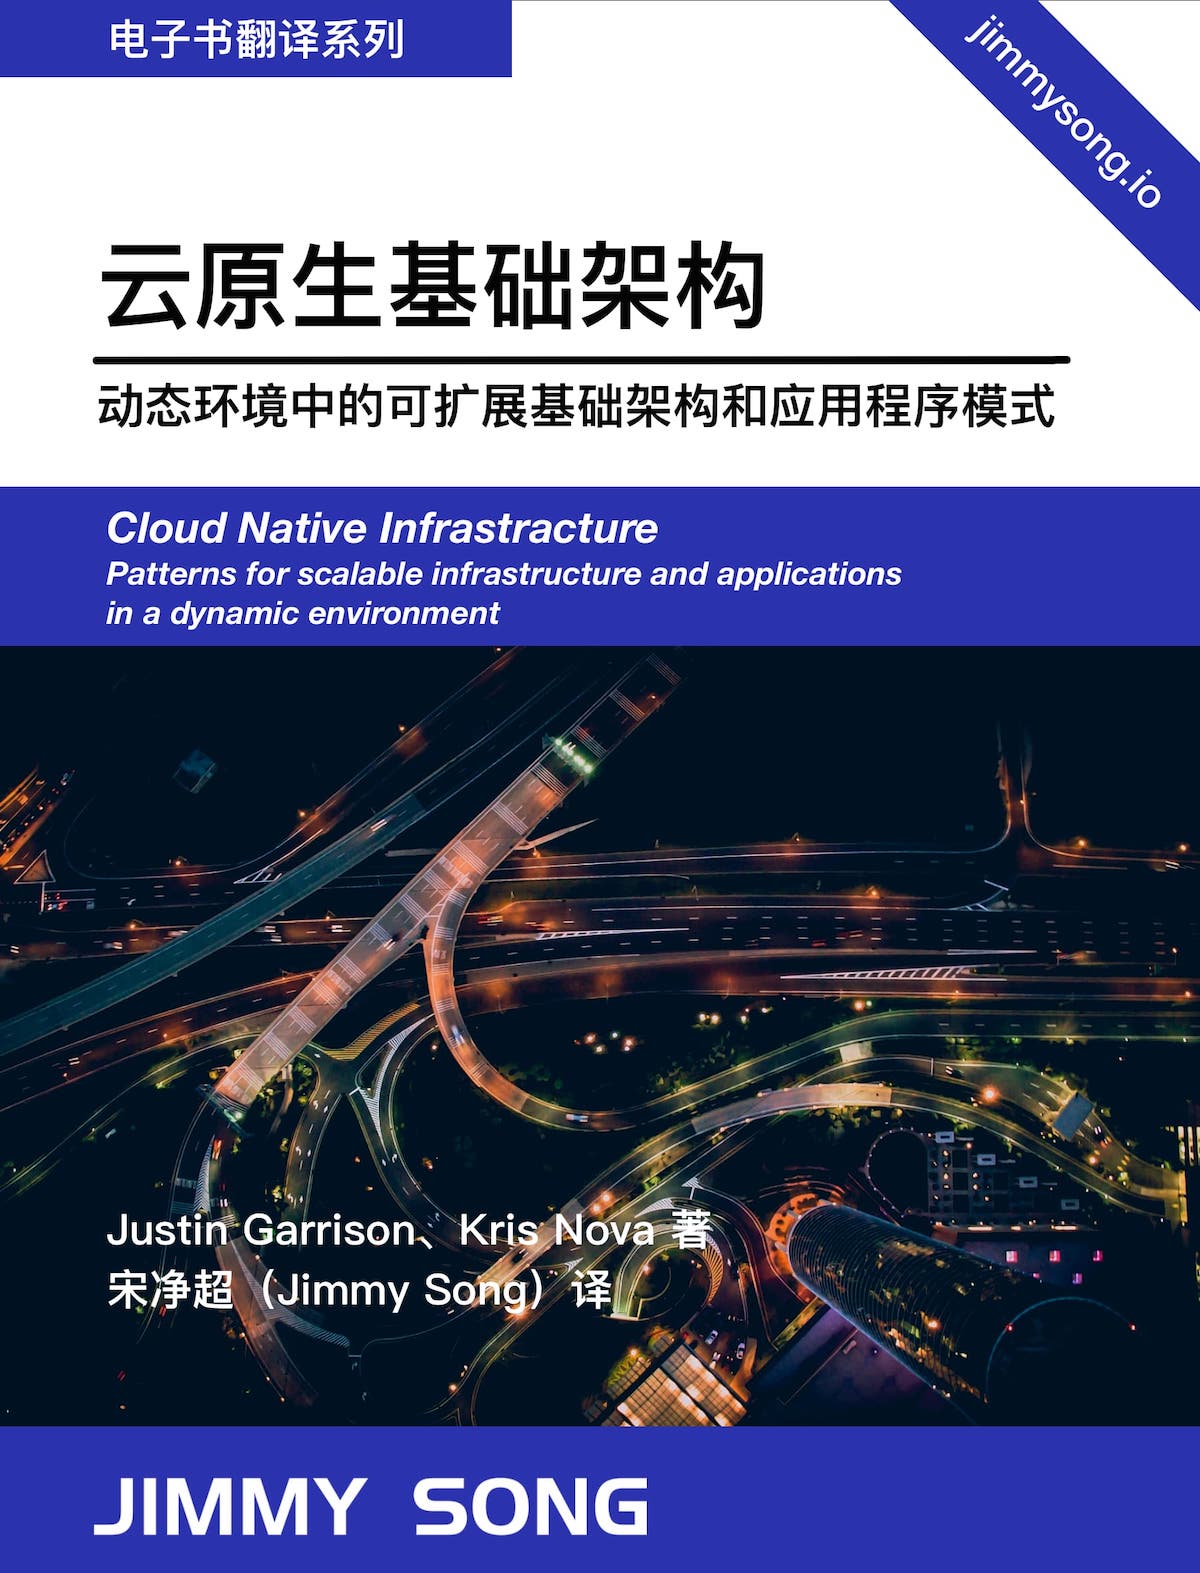 电子书翻译系列
jimmysong.io
云原生基础架构
动态环境中的可扩展基础架构和应用程序模式
Cloud Native Infrastracture
Patterns for scalable infrastructure and applications
in a dynamic environment
Justin Garrison、Kris Nova 著
宋净超（Jimmy Song）译
JIMMY SONG